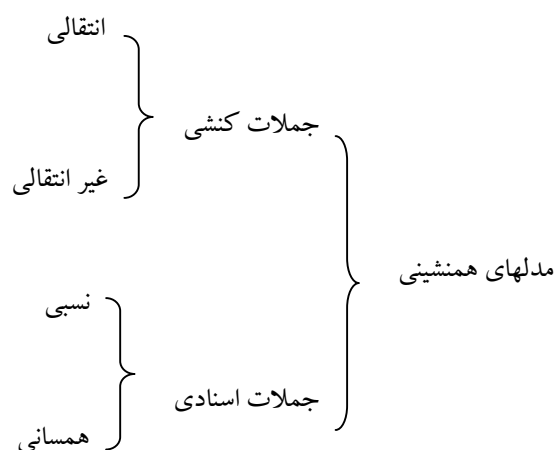 انتقالی
جملات کنشی
غیر انتقالی
مدلهای همنشینی
نسبی
جملات اسنادی
همسانی